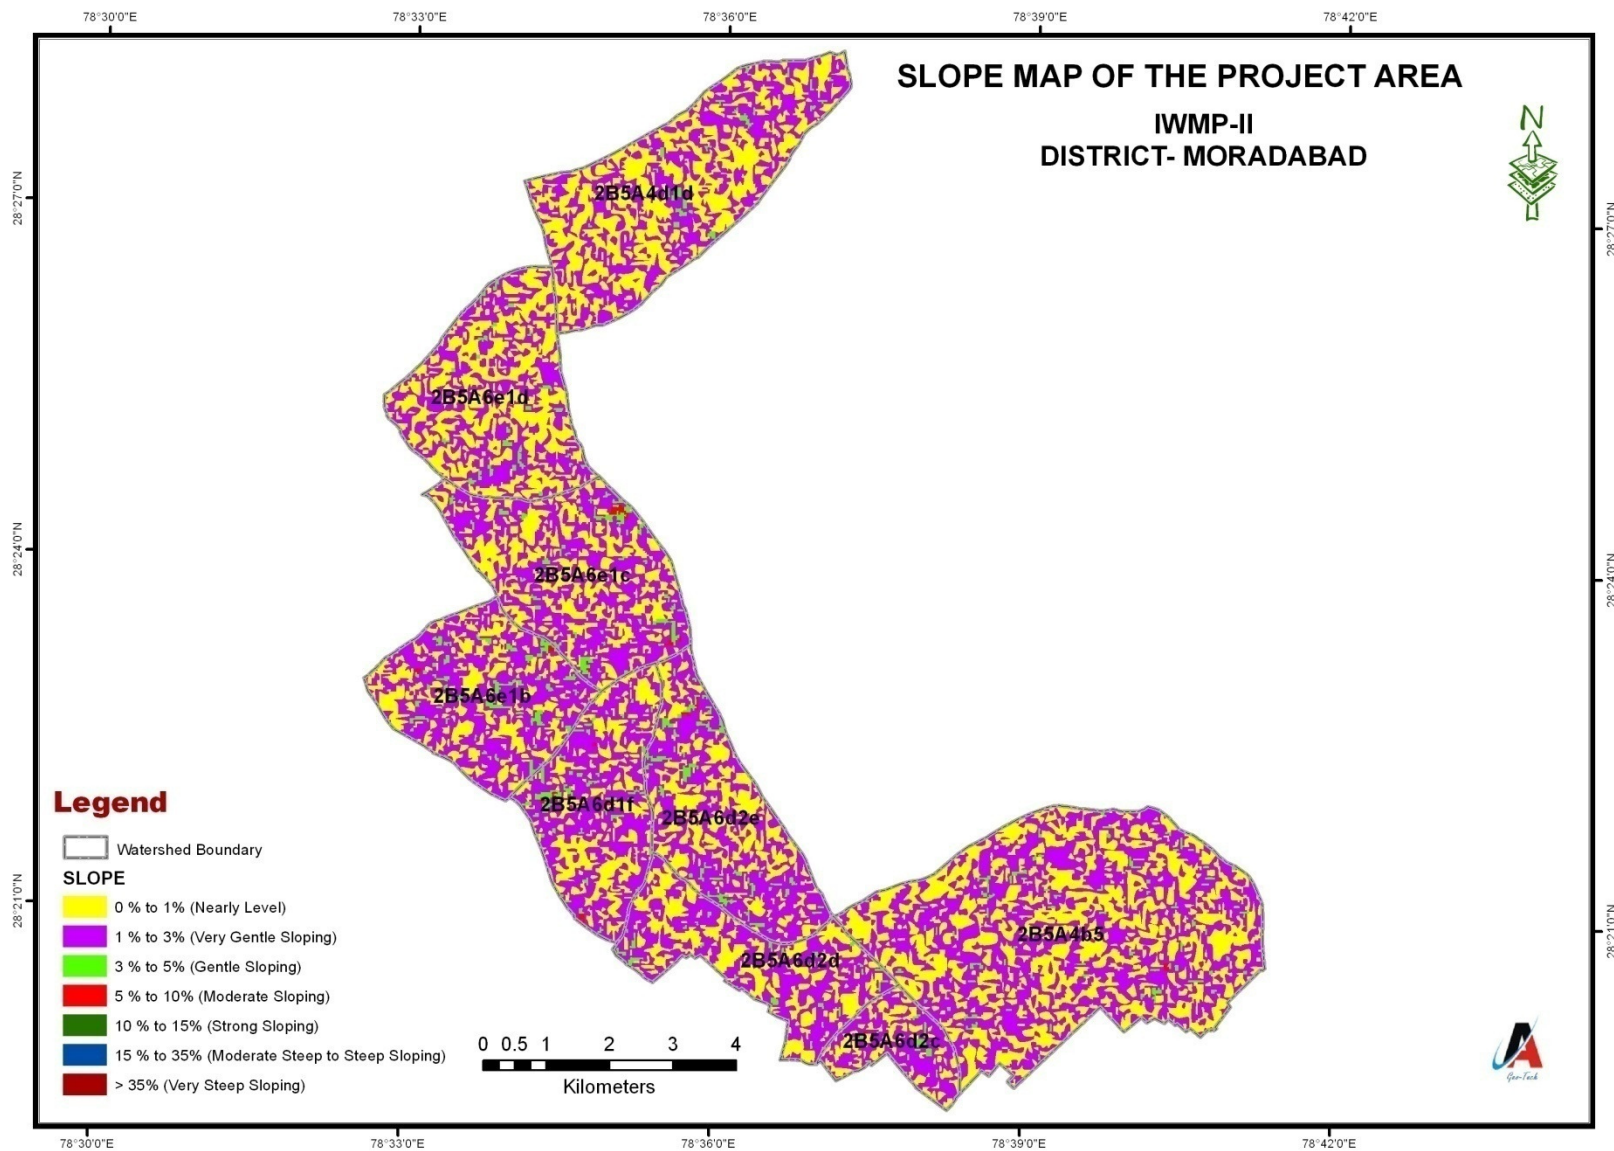 78°30'0"E
78°33'0"E
78°36'0"E
78°39'0"E
78°42'0"E
SLOPE MAP OF THE PROJECT AREA
IWMP-II
DISTRICT- MORADABAD
N
28°27'0"N
28°27'0"N
2B5A4d1d
2B5A6e1d
28°24'0"N
28°24'0"N
2B5A6e1c
2B5A6e1b
2B5A6d1f
2B5A6d2e
28°21'0"N
28°21'0"N
2B5A4b5
2B5A6d2d
2B5A6d2c
Legend
Watershed Boundary
SLOPE
0 % to 1% (Nearly Level)
1 % to 3% (Very Gentle Sloping)
3 % to 5% (Gentle Sloping)
5 % to 10% (Moderate Sloping)
10 % to 15% (Strong Sloping)
15 % to 35% (Moderate Steep to Steep Sloping)
> 35% (Very Steep Sloping)
0 0.5 1 2 3 4
Kilometers
A
Geo-Tech
78°30'0"E
78°33'0"E
78°36'0"E
78°39'0"E
78°42'0"E